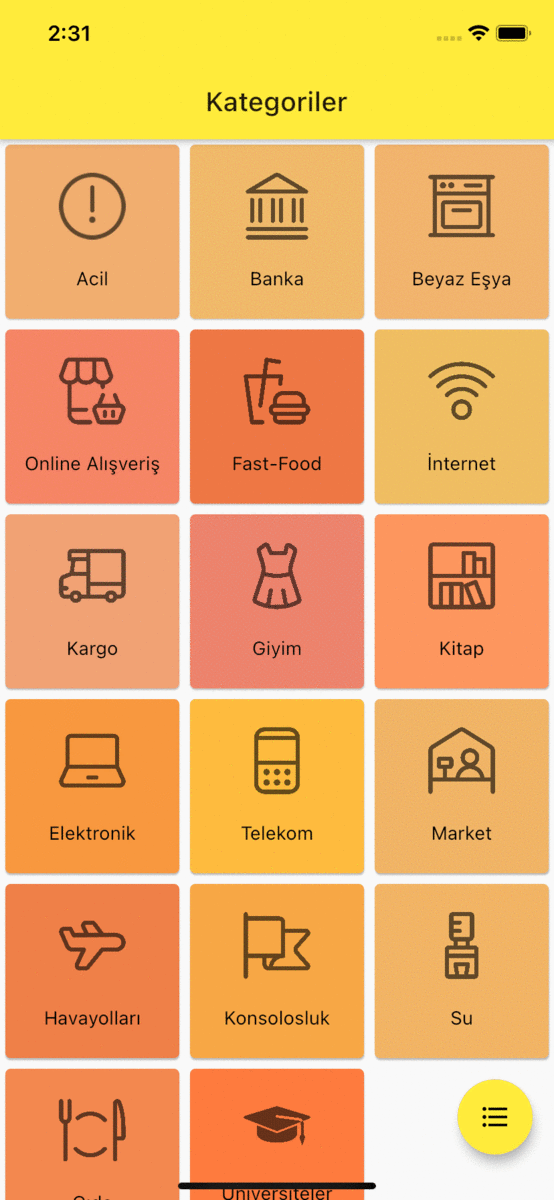 2:31
Kategoriler
Acil
Banka
Beyaz Eşya
Online Alışveriş
Fast-Food
İnternet
Kargo
Giyim
Kitap
Elektronik
Telekom
Market
Havayolları
Konsolosluk
Su
Gıda
Üniversiteler